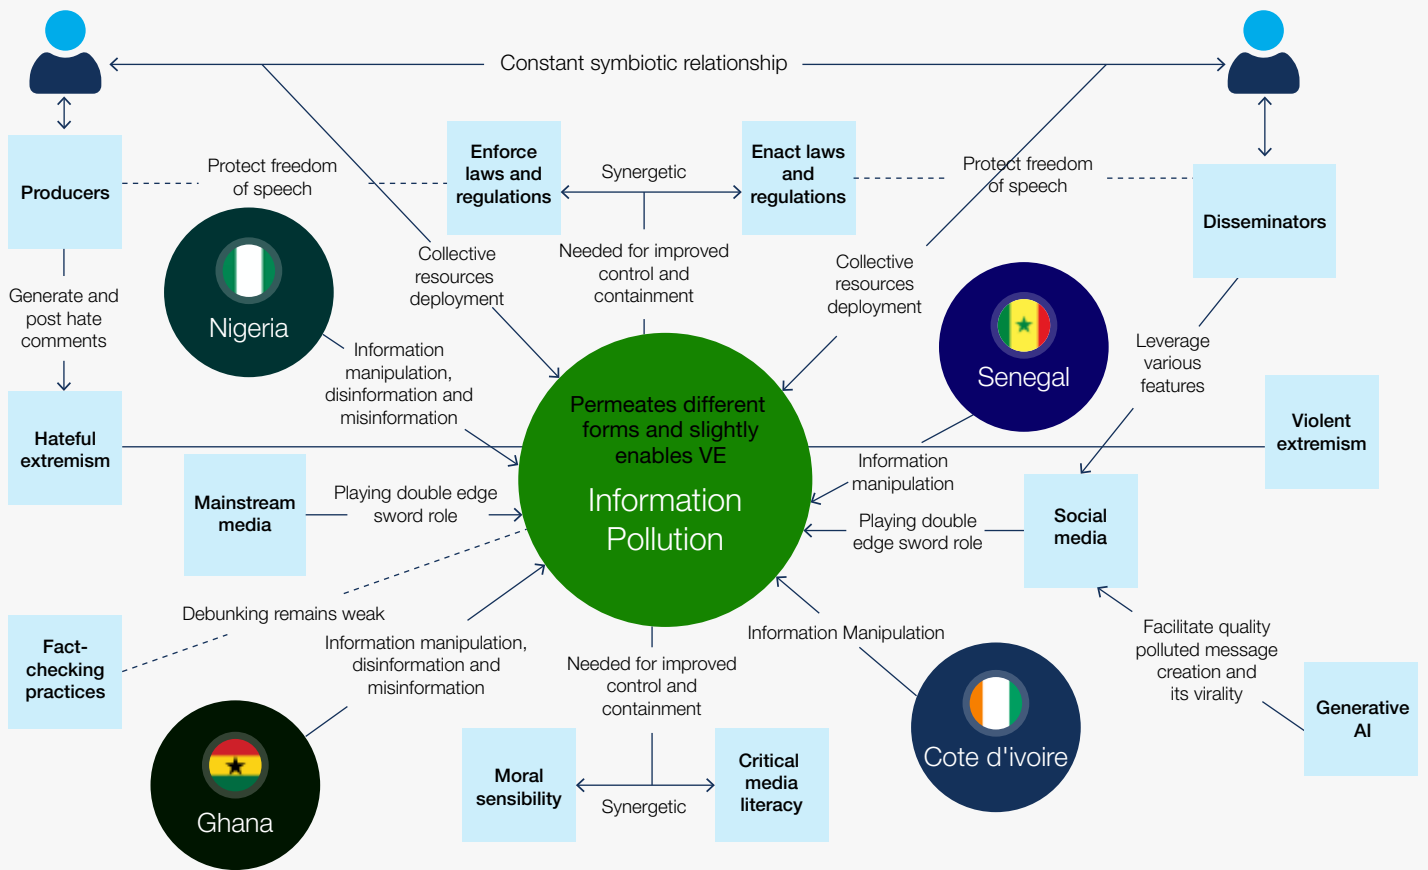 Constant symbiotic relationship
Producers
Protect freedom
of speech
Enforce
laws and
regulations
Synergetic
Enact laws
and
regulations
Protect freedom
of speech
Disseminators
Needed for improved
control and
containment
Collective
resources
deployment
Collective
resources
deployment
Generate and
post hate
comments
Nigeria
Senegal
Information
manipulation,
disinformation and
misinformation
Leverage
various
features
Permeates different
forms and slightly
enables VE
Information
Pollution
Hateful
extremism
Violent
extremism
Information
manipulation
Mainstream
media
Playing double edge
sword role
Playing double
edge sword role
Social
media
Debunking remains weak
Fact-
checking
practices
Information manipulation,
disinformation and
misinformation
Needed for improved
control and
containment
Information Manipulation
Facilitate quality
polluted message
creation and
its virality
Generative
AI
Ghana
Cote d'ivoire
Moral
sensibility
Synergetic
Critical
media
literacy